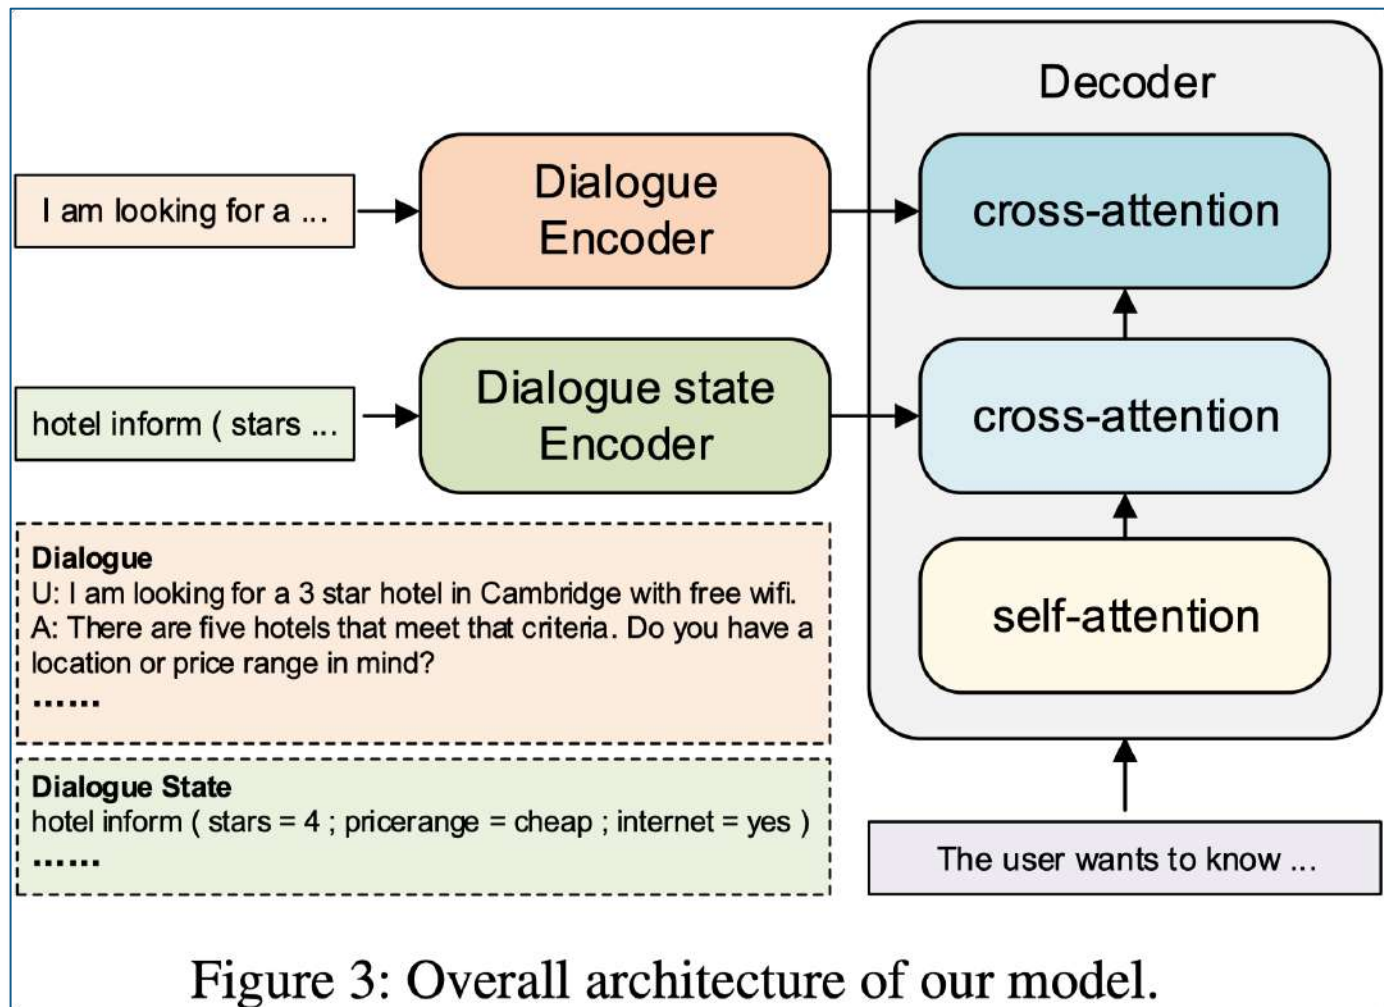 Decoder
I am looking for a ...
Dialogue
Encoder
cross-attention
hotel inform ( stars ...
Dialogue state
Encoder
cross-attention
self-attention
Dialogue
U: I am looking for a 3 star hotel in Cambridge with free wifi.
A: There are five hotels that meet that criteria. Do you have a
location or price range in mind?
......
Dialogue State
hotel inform ( stars = 4 ; pricerange = cheap ; internet = yes )
......
The user wants to know ...
Figure 3: Overall architecture of our model.